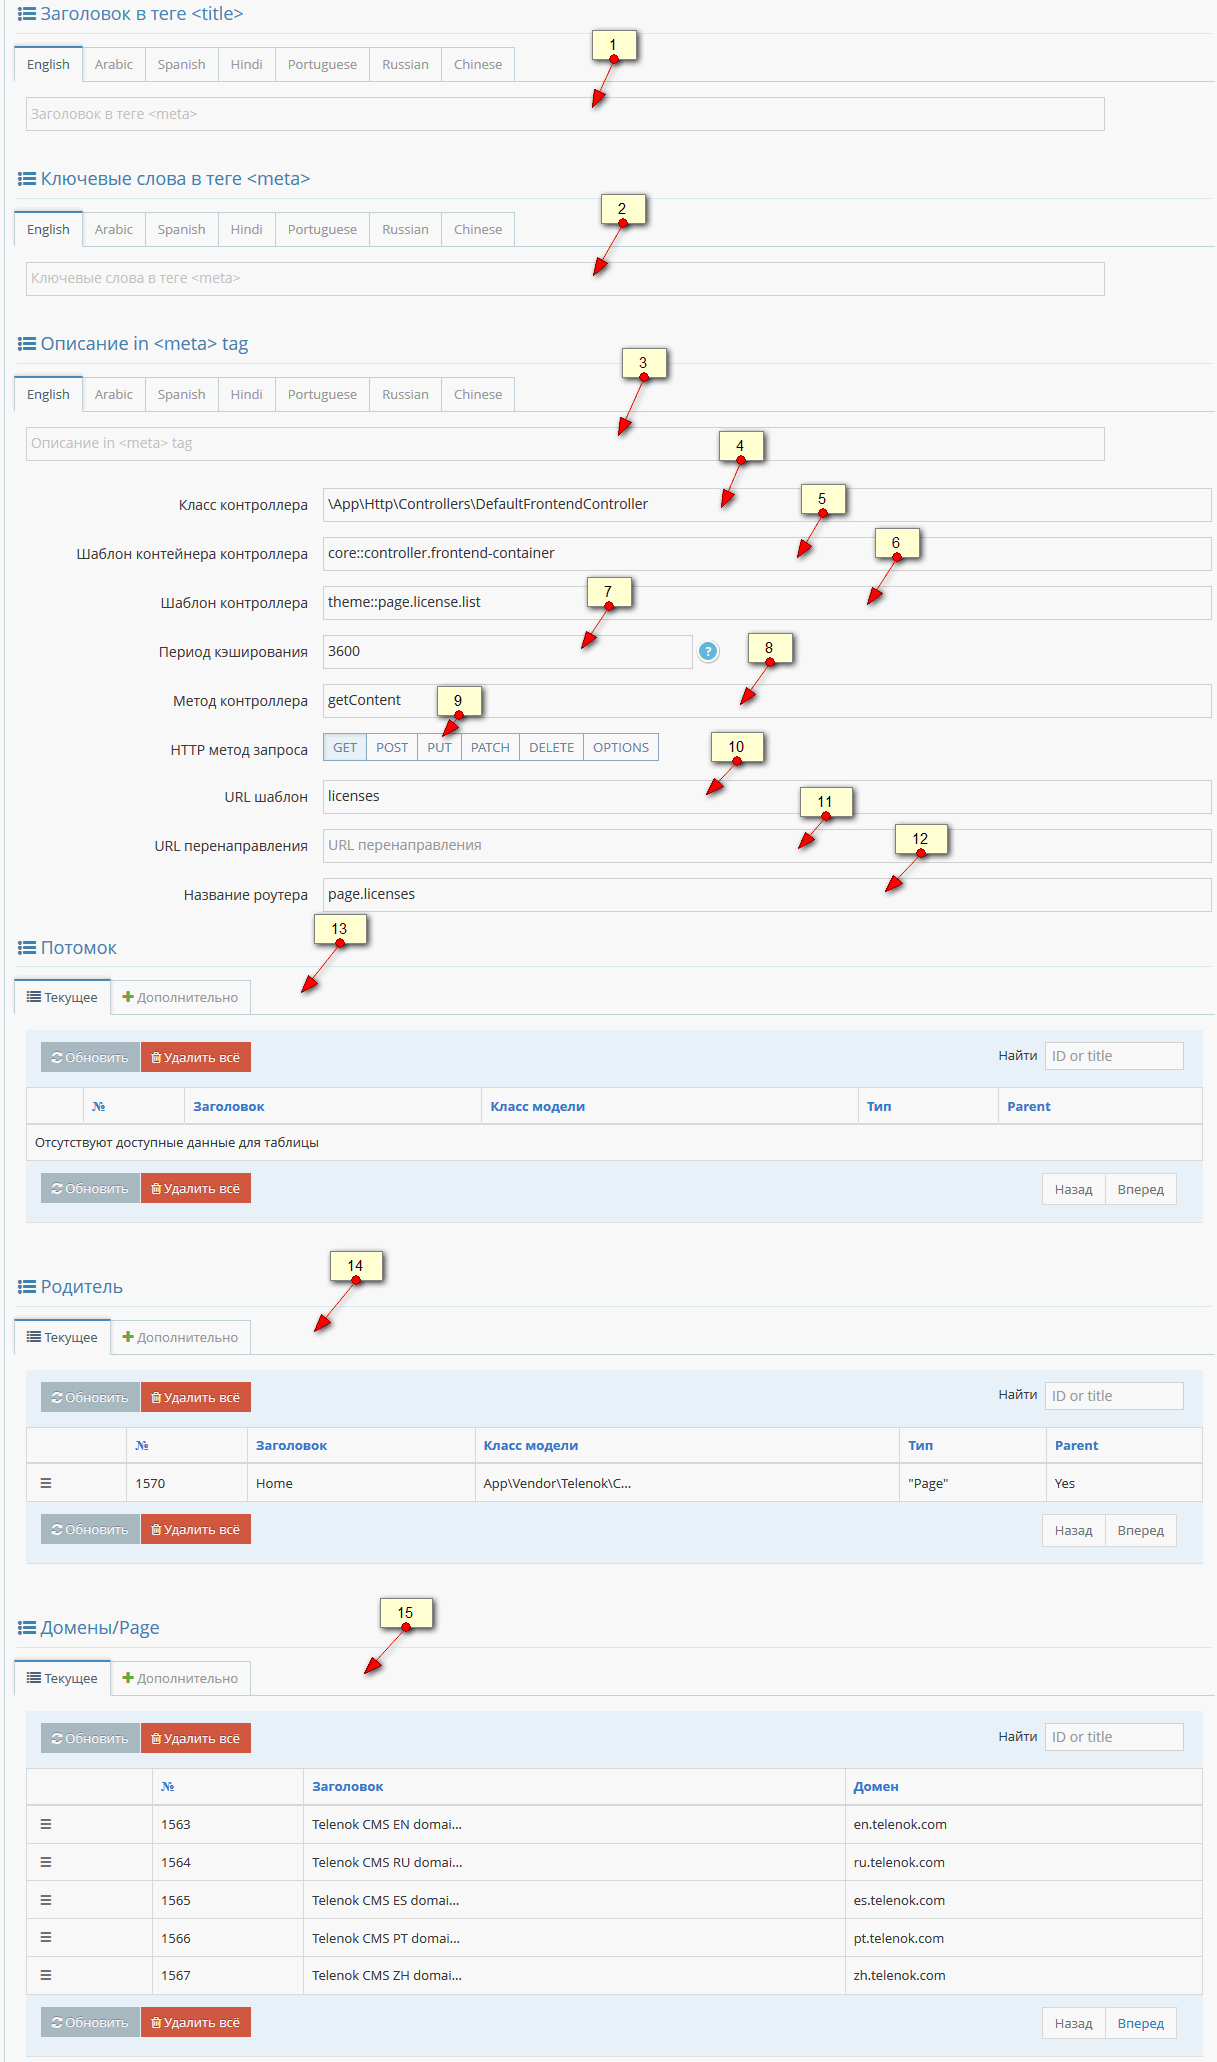 Заголовок в теге <title>
1
English Arabic Spanish Hindi Portuguese Russian Chinese
Заголовок в теге <meta>
Ключевые слова в теге <meta>
2
English Arabic Spanish Hindi Portuguese Russian Chinese
Ключевые слова в теге <meta>
Описание in <meta> tag
3
English Arabic Spanish Hindi Portuguese Russian Chinese
Описание in <meta> tag
4
Класс контроллера \App\Http\Controllers\DefaultFrontendController
5
Шаблон контейнера контроллера core::controller.frontend-container
6
Шаблон контроллера theme::page.license.list
7
Период кэширования 3600 ?
8
Метод контроллера getContent
9
HTTP метод запроса GET POST PUT PATCH DELETE OPTIONS
10
URL шаблон licenses
11
URL перенаправления URL перенаправления
12
Название роутера page.licenses
13
Потомок
Текущее Дополнительно
Обновить Удалить всё Найти ID or title
№ Заголовок Класс модели Тип Parent
Отсутствуют доступные данные для таблицы
Обновить Удалить всё Назад Вперед
14
Родитель
Текущее Дополнительно
Обновить Удалить всё Найти ID or title
№ Заголовок Класс модели Тип Parent
1570 Home App\Vendor\Telenok\C... "Page" Yes
Обновить Удалить всё Назад Вперед
15
Домены/Page
Текущее Дополнительно
Обновить Удалить всё Найти ID or title
№ Заголовок Домен
1563 Telenok CMS EN domai... en.telenok.com
1564 Telenok CMS RU domai... ru.telenok.com
1565 Telenok CMS ES domai... es.telenok.com
1566 Telenok CMS PT domai... pt.telenok.com
1567 Telenok CMS ZH domai... zh.telenok.com
Обновить Удалить всё Назад Вперед